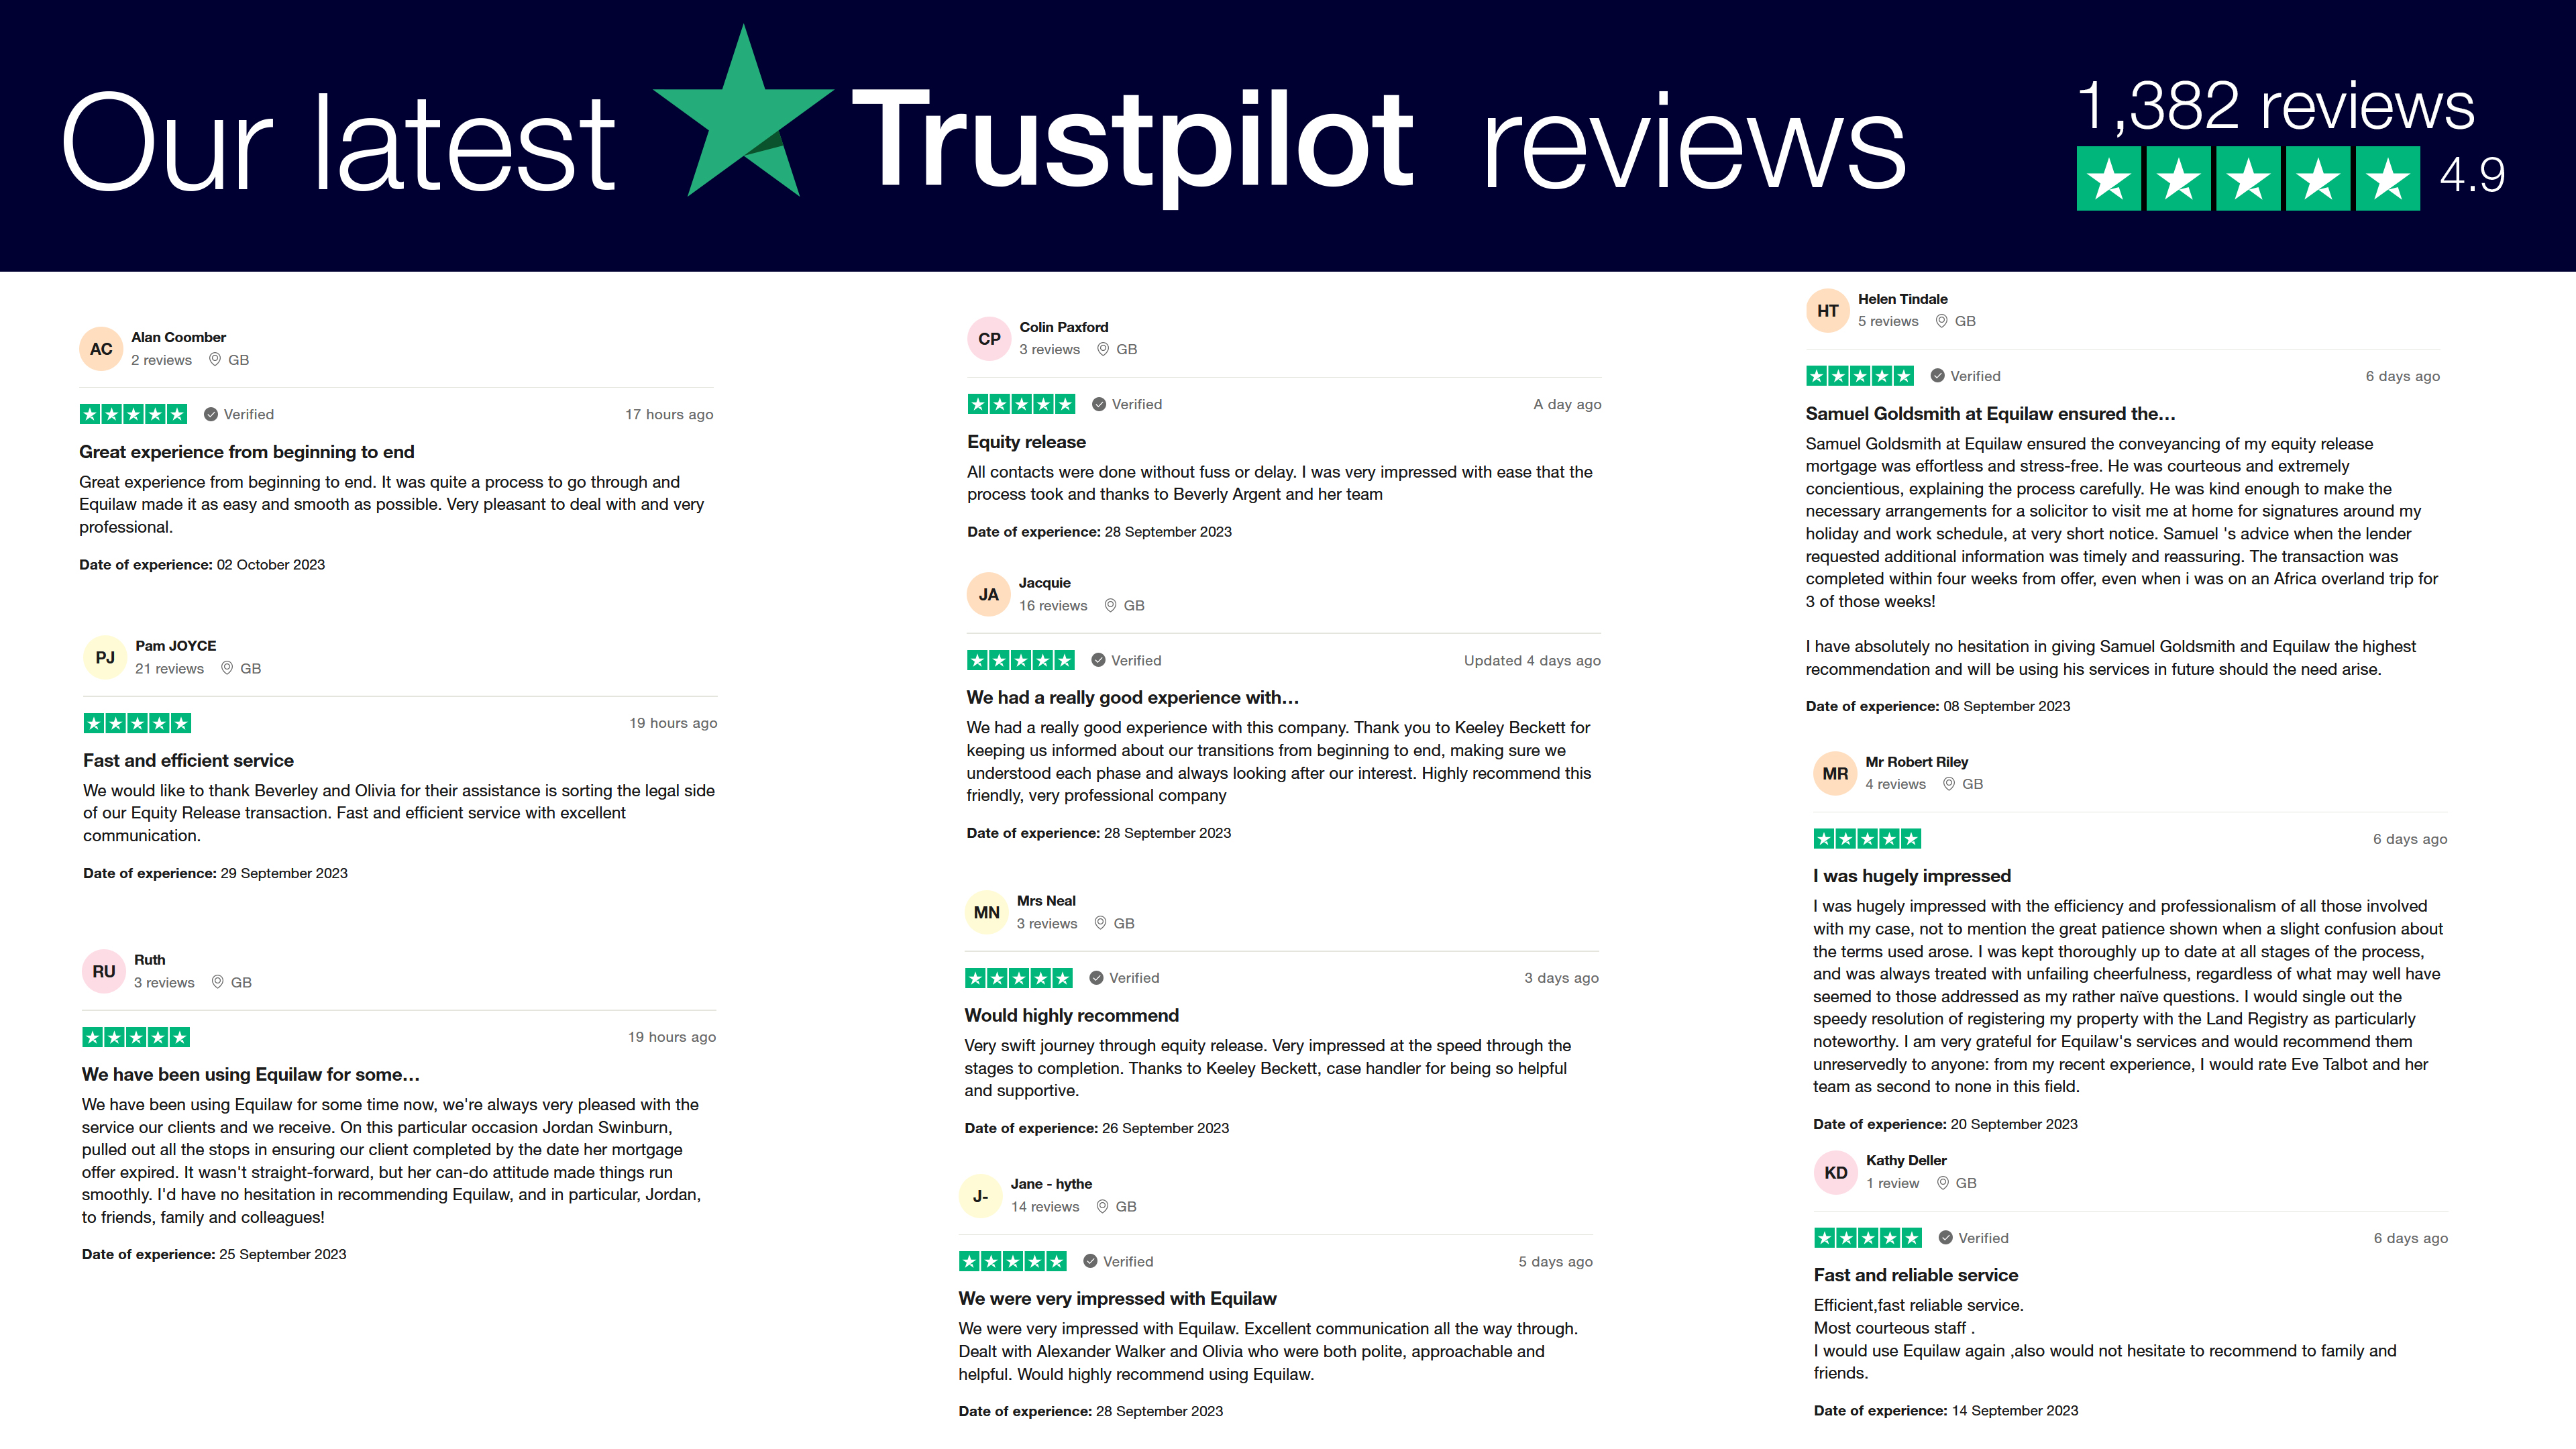 Our latest Trustpilot reviews
1,382 reviews
4.9
AC
Alan Coomber
2 reviews GB
Verified 17 hours ago
Great experience from beginning to end
Great experience from beginning to end. It was quite a process to go through and
Equilaw made it as easy and smooth as possible. Very pleasant to deal with and very
professional.
Date of experience: 02 October 2023
PJ
Pam JOYCE
21 reviews GB
19 hours ago
Fast and efficient service
We would like to thank Beverley and Olivia for their assistance is sorting the legal side
of our Equity Release transaction. Fast and efficient service with excellent
communication.
Date of experience: 29 September 2023
RU
Ruth
3 reviews GB
19 hours ago
We have been using Equilaw for some…
We have been using Equilaw for some time now, we're always very pleased with the
service our clients and we receive. On this particular occasion Jordan Swinburn,
pulled out all the stops in ensuring our client completed by the date her mortgage
offer expired. It wasn't straight-forward, but her can-do attitude made things run
smoothly. I'd have no hesitation in recommending Equilaw, and in particular, Jordan,
to friends, family and colleagues!
Date of experience: 25 September 2023
CP
Colin Paxford
3 reviews GB
Verified A day ago
Equity release
All contacts were done without fuss or delay. I was very impressed with ease that the
process took and thanks to Beverly Argent and her team
Date of experience: 28 September 2023
JA
Jacquie
16 reviews GB
Verified Updated 4 days ago
We had a really good experience with…
We had a really good experience with this company. Thank you to Keeley Beckett for
keeping us informed about our transitions from beginning to end, making sure we
understood each phase and always looking after our interest. Highly recommend this
friendly, very professional company
Date of experience: 28 September 2023
MN
Mrs Neal
3 reviews GB
Verified 3 days ago
Would highly recommend
Very swift journey through equity release. Very impressed at the speed through the
stages to completion. Thanks to Keeley Beckett, case handler for being so helpful
and supportive.
Date of experience: 26 September 2023
J-
Jane - hythe
14 reviews GB
Verified 5 days ago
We were very impressed with Equilaw
We were very impressed with Equilaw. Excellent communication all the way through.
Dealt with Alexander Walker and Olivia who were both polite, approachable and
helpful. Would highly recommend using Equilaw.
Date of experience: 28 September 2023
HT
Helen Tindale
5 reviews GB
Verified 6 days ago
Samuel Goldsmith at Equilaw ensured the…
Samuel Goldsmith at Equilaw ensured the conveyancing of my equity release
mortgage was effortless and stress-free. He was courteous and extremely
concientious, explaining the process carefully. He was kind enough to make the
necessary arrangements for a solicitor to visit me at home for signatures around my
holiday and work schedule, at very short notice. Samuel 's advice when the lender
requested additional information was timely and reassuring. The transaction was
completed within four weeks from offer, even when i was on an Africa overland trip for
3 of those weeks!
I have absolutely no hesitation in giving Samuel Goldsmith and Equilaw the highest
recommendation and will be using his services in future should the need arise.
Date of experience: 08 September 2023
MR
Mr Robert Riley
4 reviews GB
6 days ago
I was hugely impressed
I was hugely impressed with the efficiency and professionalism of all those involved
with my case, not to mention the great patience shown when a slight confusion about
the terms used arose. I was kept thoroughly up to date at all stages of the process,
and was always treated with unfailing cheerfulness, regardless of what may well have
seemed to those addressed as my rather naïve questions. I would single out the
speedy resolution of registering my property with the Land Registry as particularly
noteworthy. I am very grateful for Equilaw's services and would recommend them
unreservedly to anyone: from my recent experience, I would rate Eve Talbot and her
team as second to none in this field.
Date of experience: 20 September 2023
KD
Kathy Deller
1 review GB
Verified 6 days ago
Fast and reliable service
Efficient,fast reliable service.
Most courteous staff .
I would use Equilaw again ,also would not hesitate to recommend to family and
friends.
Date of experience: 14 September 2023